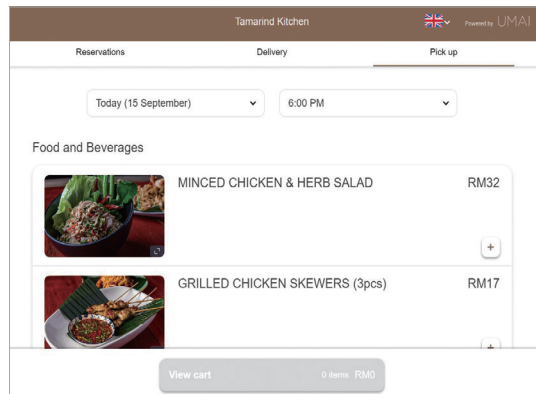 Tamarind Kitchen
Powered by UMAI
Reservations Delivery Pick up
Today (15 September) 6:00 PM
Food and Beverages
MINCED CHICKEN & HERB SALAD RM32
+
GRILLED CHICKEN SKEWERS (3pcs) RM17
+
View cart 0 items RM0